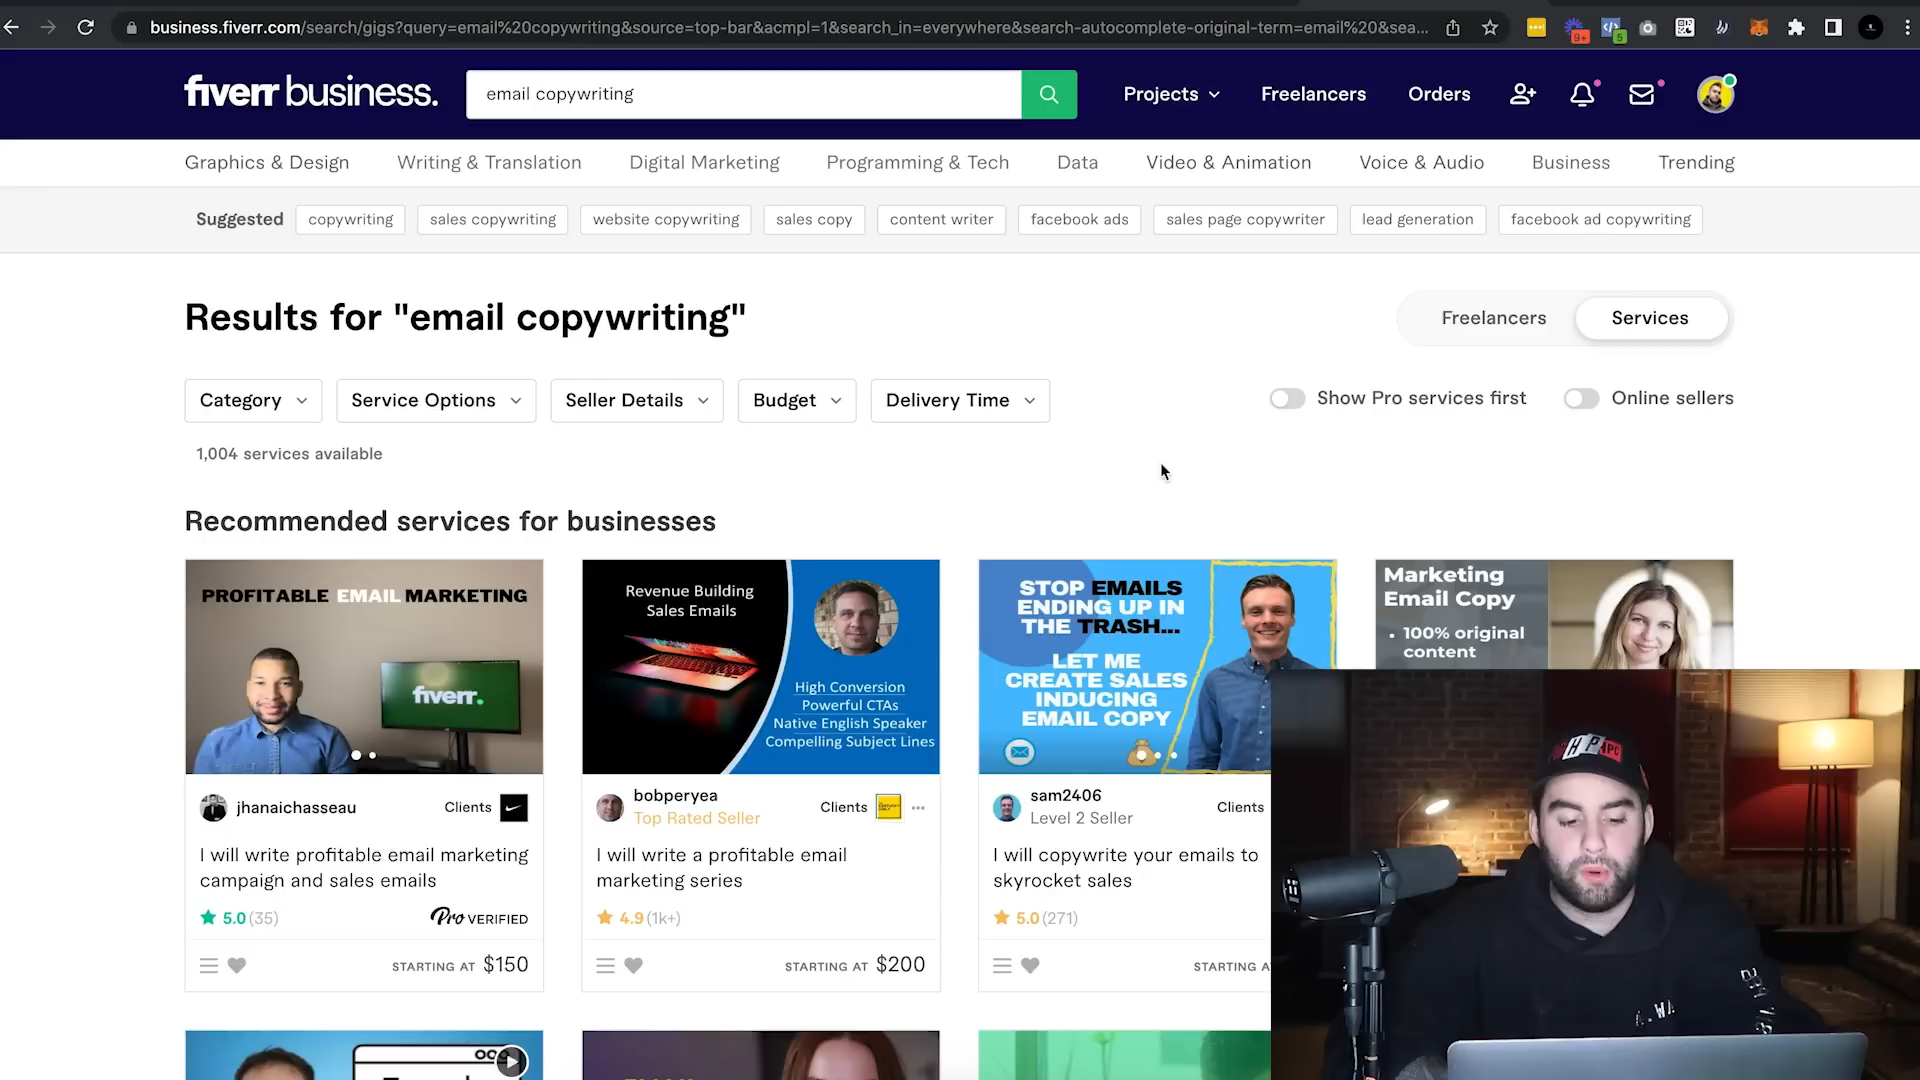 business.fiverr.com/search/gigs?query=email%20copywriting&source=top-bar&acmpl=1&search_in=everywhere&search-autocomplete-original-term=email%20&sea...
9+
5
fiverr business.
email copywriting
Projects
Freelancers
Orders
Graphics & Design
Writing & Translation
Digital Marketing
Programming & Tech
Data
Video & Animation
Voice & Audio
Business
Trending
Suggested
copywriting
sales copywriting
website copywriting
sales copy
content writer
facebook ads
sales page copywriter
lead generation
facebook ad copywriting
Results for "email copywriting"
Freelancers
Services
Category
Service Options
Seller Details
Budget
Delivery Time
Show Pro services first
Online sellers
1,004 services available
Recommended services for businesses
PROFITABLE EMAIL MARKETING
fiverr.
jhanaichasseau
Clients
I will write profitable email marketing
campaign and sales emails
5.0 (35)
Pro VERIFIED
STARTING AT $150
Revenue Building
Sales Emails
High Conversion
Powerful CTAs
Native English Speaker
Compelling Subject Lines
bobperyea
Top Rated Seller
Clients
I will write a profitable email
marketing series
4.9 (1k+)
STARTING AT $200
STOP EMAILS
ENDING UP IN
THE TRASH...
LET ME
CREATE SALES
INDUCING
EMAIL COPY
sam2406
Level 2 Seller
Clients
I will copywrite your emails to
skyrocket sales
5.0 (271)
STARTING A
Marketing
Email Copy
• 100% original
content